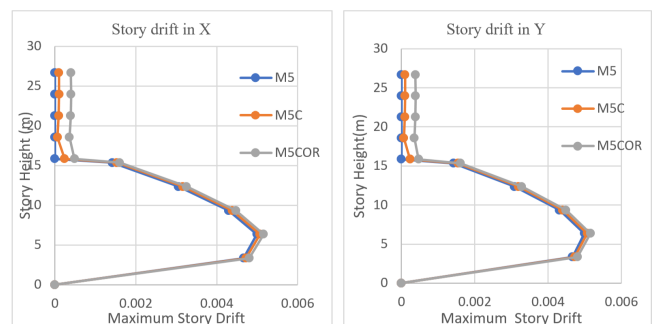 Story drift in X
30
25
20
15
10
5
0
Story Height (m)
0
0.002
0.004
0.006
Maximum Story Drift
M5
M5C
M5COR
Story drift in Y
30
25
20
15
10
5
0
Story Height(m)
0
0.002
0.004
0.006
Maximum Story Drift
M5
M5C
M5COR